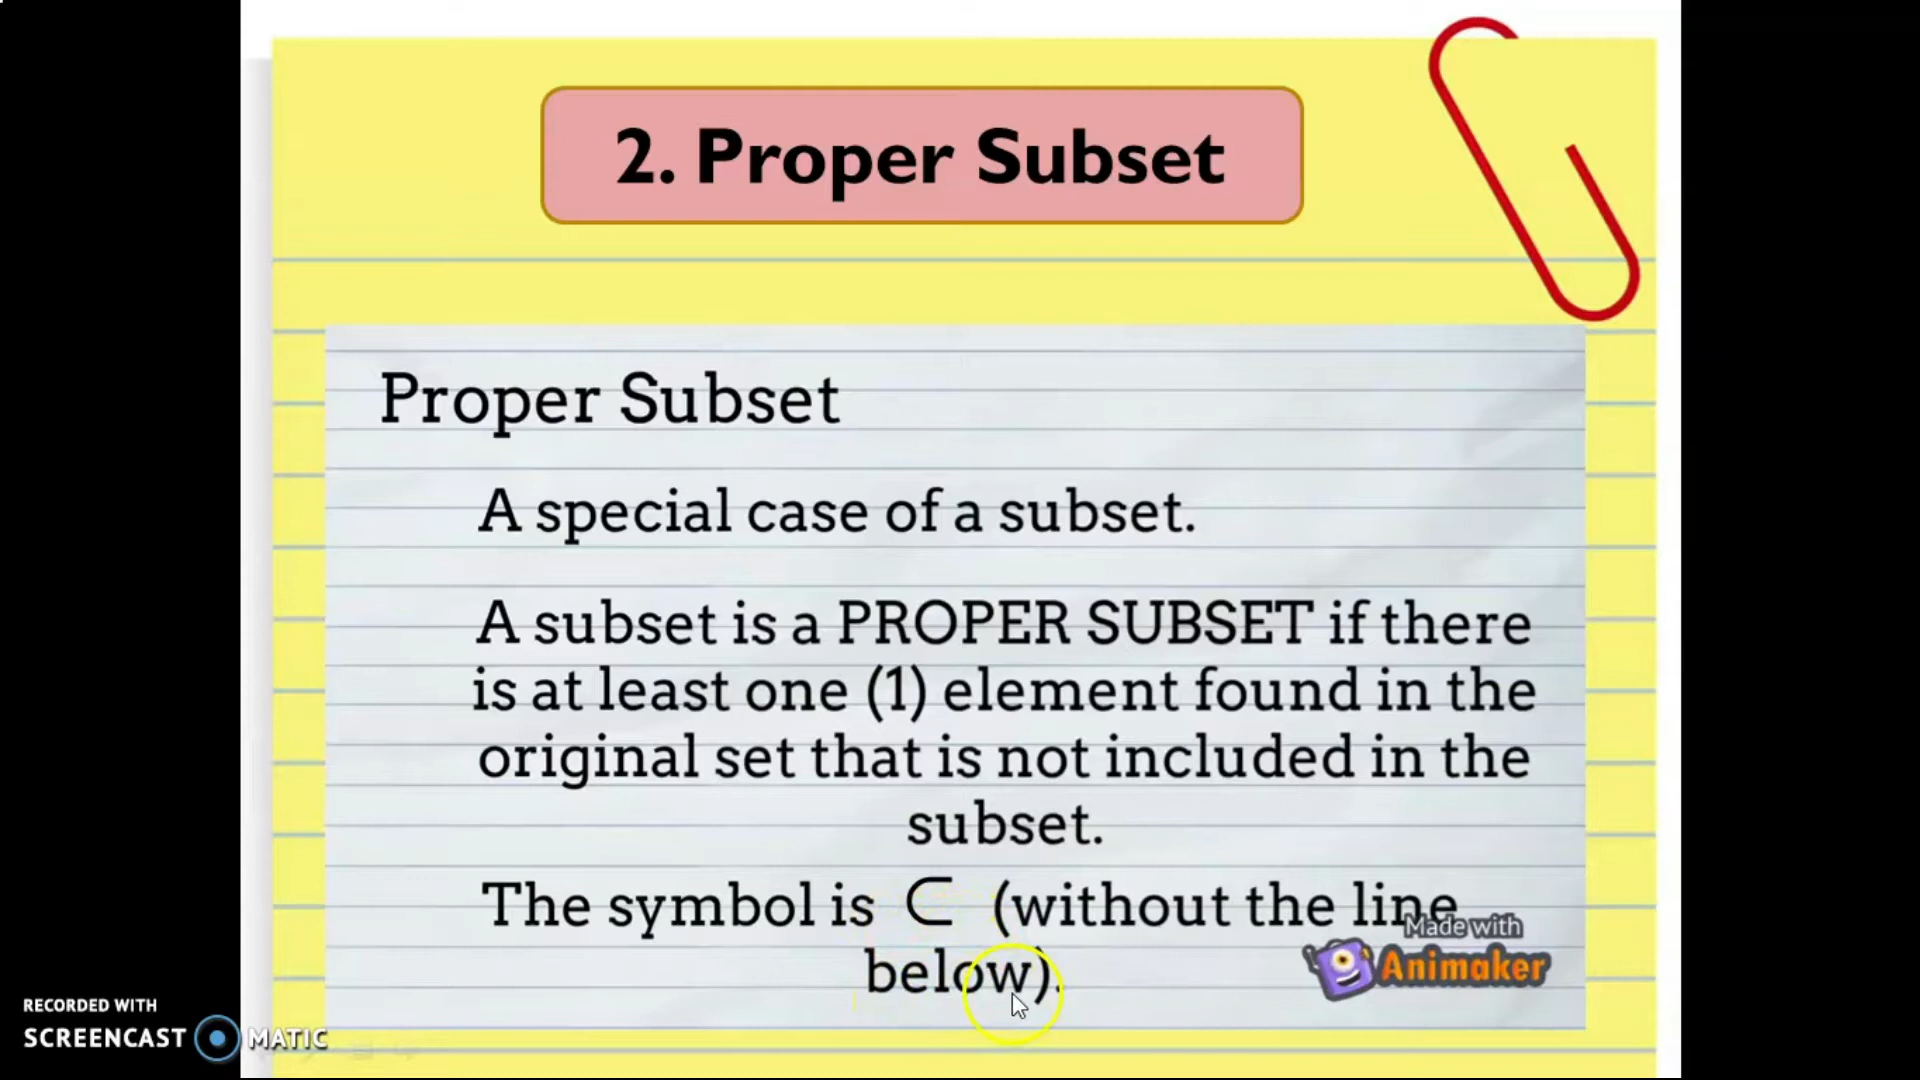 2. Proper Subset
Proper Subset
A special case of a subset.
A subset is a PROPER SUBSET if there
is at least one (1) element found in the
original set that is not included in the
subset.
The symbol is ⊂ (without the line
below).
Made with
Animaker
RECORDED WITH
SCREENCAST MATIC